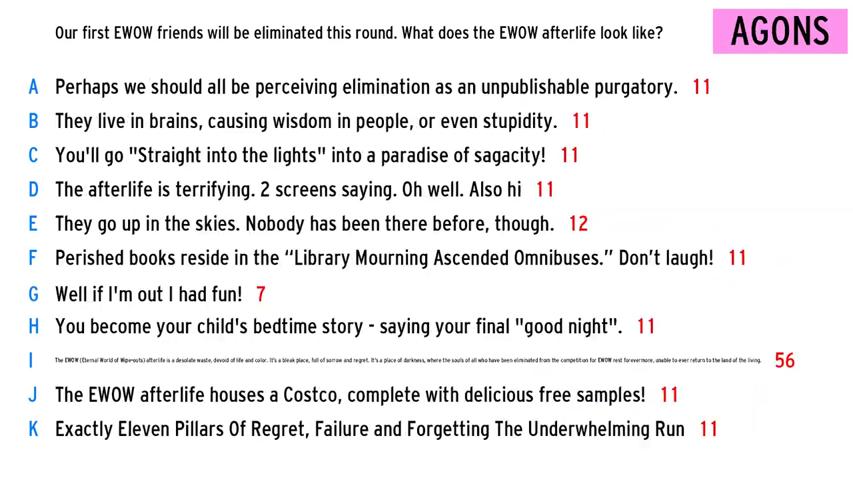 Our first EWOW friends will be eliminated this round. What does the EWOW afterlife look like?
AGONS
A Perhaps we should all be perceiving elimination as an unpublishable purgatory. 11
B They live in brains, causing wisdom in people, or even stupidity. 11
C You'll go "Straight into the lights" into a paradise of sagacity! 11
D The afterlife is terrifying. 2 screens saying. Oh well. Also hi 11
E They go up in the skies. Nobody has been there before, though. 12
F Perished books reside in the “Library Mourning Ascended Omnibuses.” Don’t laugh! 11
G Well if I'm out I had fun! 7
H You become your child's bedtime story - saying your final "good night". 11
I The EWOW (Eternal World of Wipe-outs) afterlife is a desolate waste, devoid of life and color. It's a bleak place, full of sorrow and regret. It's a place of darkness, where the souls of all who have been eliminated from the competition for EWOW rest forevermore, unable to ever return to the land of the living. 56
J The EWOW afterlife houses a Costco, complete with delicious free samples! 11
K Exactly Eleven Pillars Of Regret, Failure and Forgetting The Underwhelming Run 11